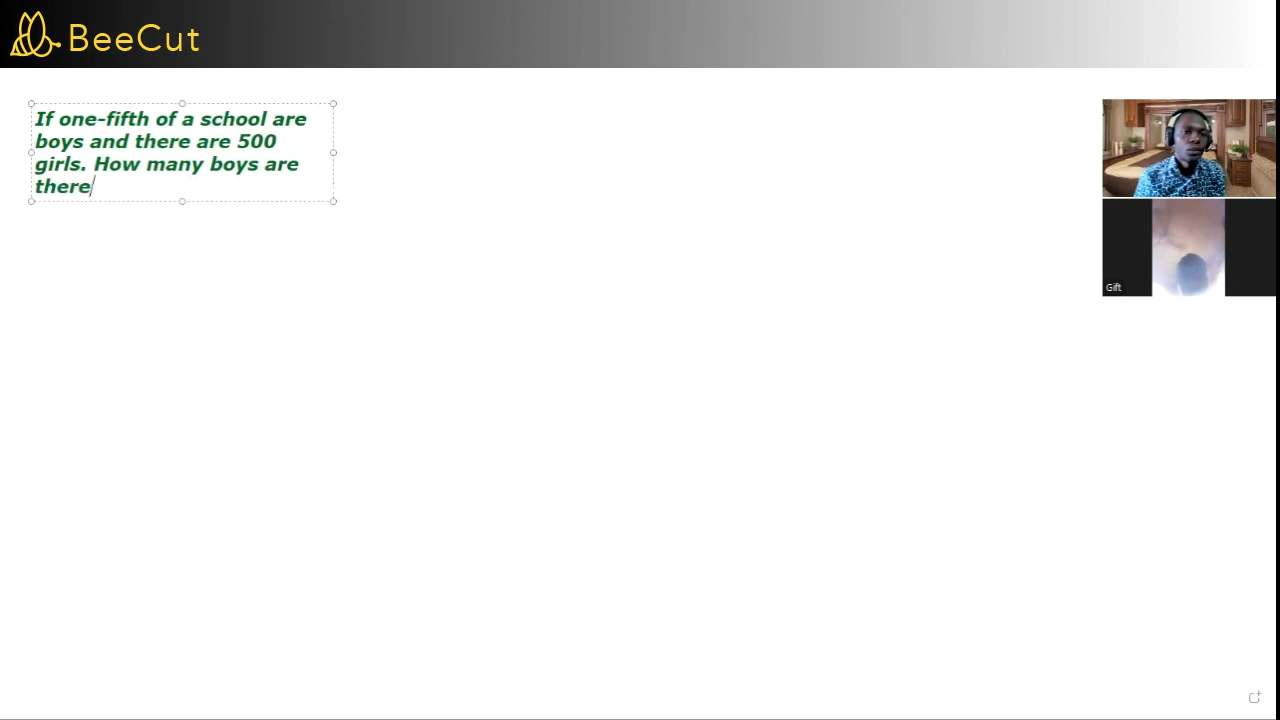 BeeCut
If one-fifth of a school are
boys and there are 500
girls. How many boys are
there
Gift